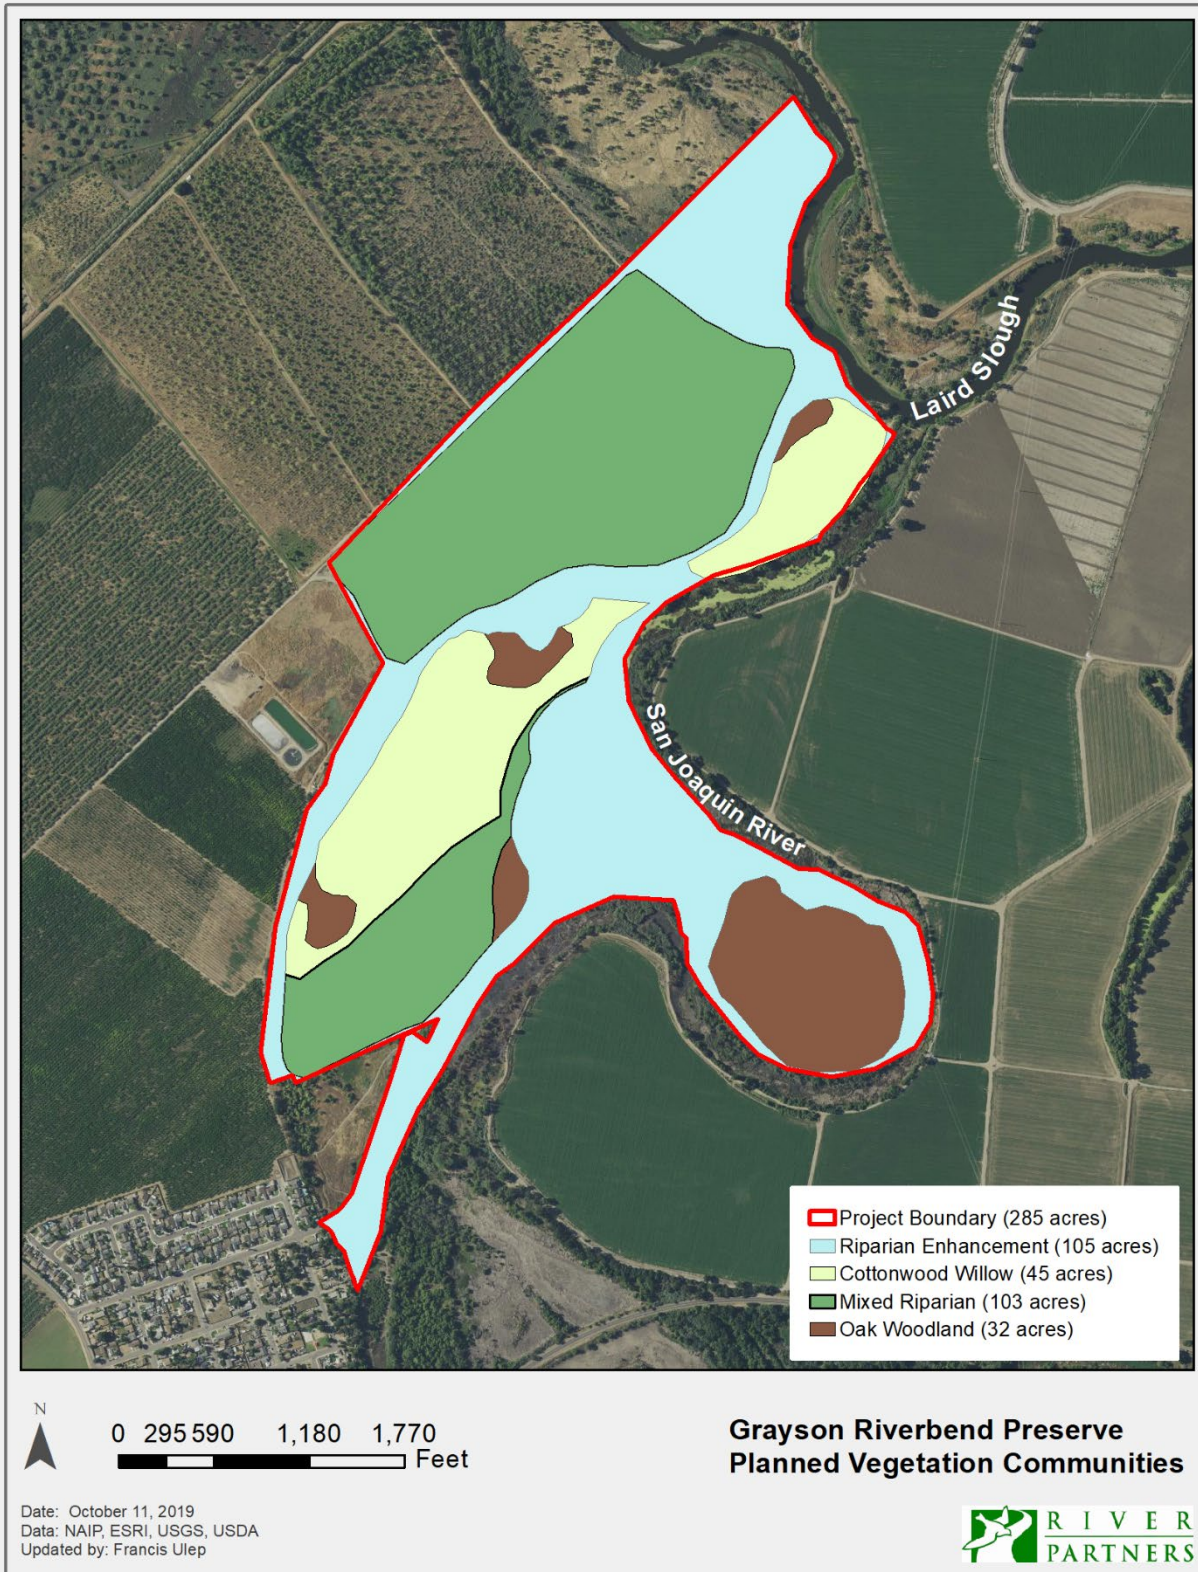 Laird Slough
San Joaquin River
Project Boundary (285 acres)
Riparian Enhancement (105 acres)
Cottonwood Willow (45 acres)
Mixed Riparian (103 acres)
Oak Woodland (32 acres)
N
0 295 590 1,180 1,770
Feet
Grayson Riverbend Preserve
Planned Vegetation Communities
Date: October 11, 2019
Data: NAIP, ESRI, USGS, USDA
Updated by: Francis Ulep
RIVER
PARTNERS